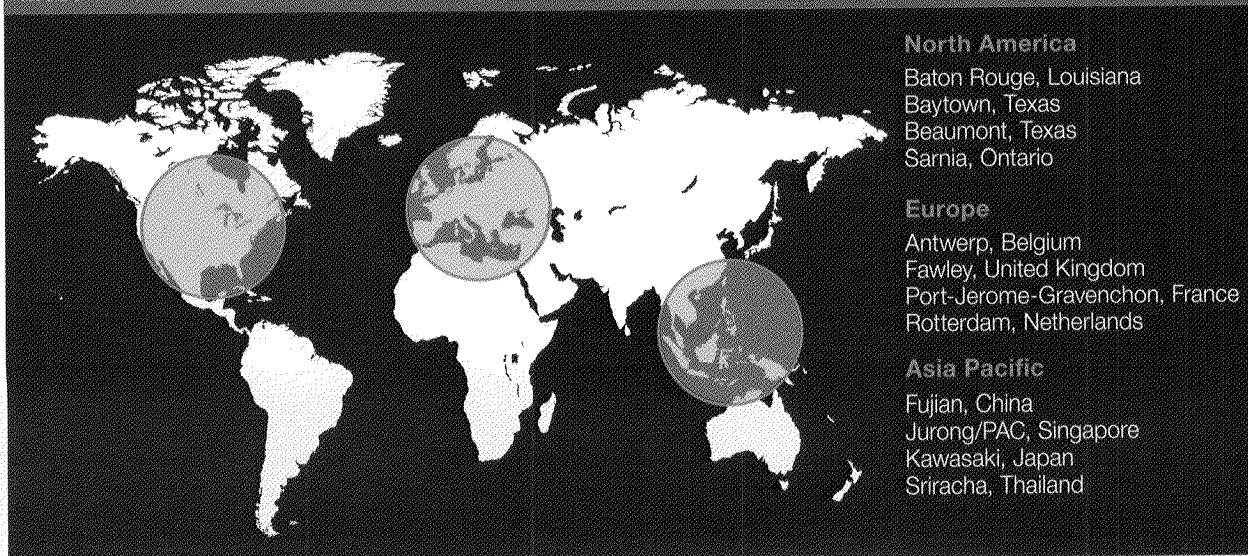 North America
Baton Rouge, Louisiana
Baytown, Texas
Beaumont, Texas
Sarnia, Ontario
Europe
Antwerp, Belgium
Fawley, United Kingdom
Port-Jerome-Gravenchon, France
Rotterdam, Netherlands
Asia Pacific
Fujian, China
Jurong/PAC, Singapore
Kawasaki, Japan
Sriracha, Thailand